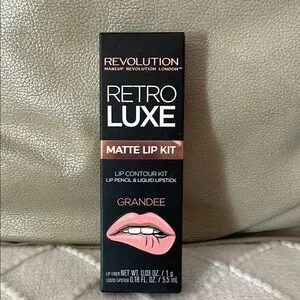 REVOLUTION
MAKEUP REVOLUTION LONDON™
RETRO
LUXE
MATTE LIP KIT
LIP CONTOUR KIT
LIP PENCIL & LIQUID LIPSTICK
GRANDEE
LIP LINER NET WT. 0.03 OZ. / 1 g
LIQUID LIPSTICK 0.18 FL. OZ. / 5.5 mL